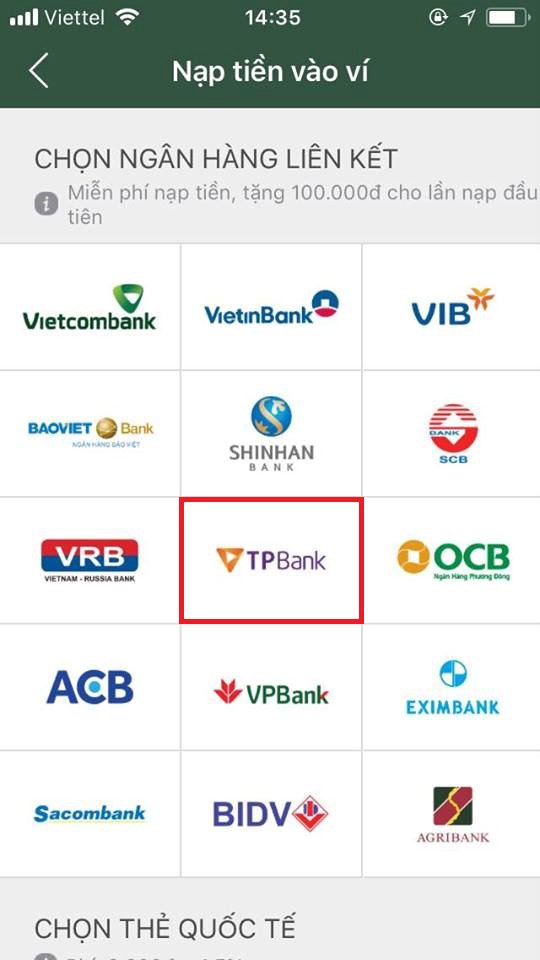 Viettel 14:35
Nạp tiền vào ví
CHỌN NGÂN HÀNG LIÊN KẾT
Miễn phí nạp tiền, tặng 100.000đ cho lần nạp đầu
tiên
Vietcombank VietinBank VIB
BAOVIET Bank
NGÂN HÀNG BẢO VIỆT
SHINHAN
BANK
BANK
SCB
VRB
VIETNAM - RUSSIA BANK
TPBank
OCB
Ngân Hàng Phương Đông
ACB VPBank
EXIMBANK
Sacombank BIDV
AGRIBANK
CHỌN THẺ QUỐC TẾ